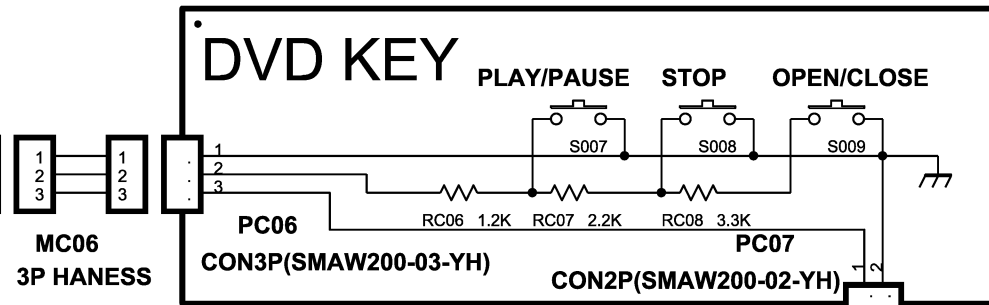 DVD KEY
PLAY/PAUSE STOP OPEN/CLOSE
S007 S008 S009
1 1 1
2 2 2
3 3 3
RC06 1.2K RC07 2.2K RC08 3.3K
MC06 PC06 PC07
3P HANESS CON3P(SMAW200-03-YH)
CON2P(SMAW200-02-YH) 1 2